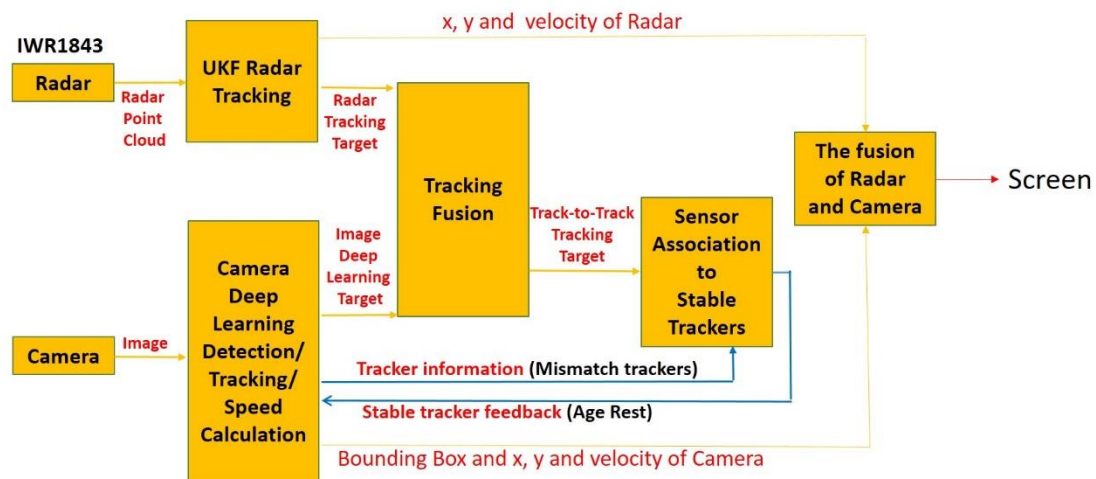 x, y and velocity of Radar
IWR1843
Radar
Radar
Point
Cloud
UKF Radar
Tracking
Radar
Tracking
Target
Tracking
Fusion
The fusion
of Radar
and Camera
Screen
Track-to-Track
Tracking
Target
Sensor
Association
to
Stable
Trackers
Image
Deep
Learning
Target
Camera
Image
Camera
Deep
Learning
Detection/
Tracking/
Speed
Calculation
Tracker information (Mismatch trackers)
Stable tracker feedback (Age Rest)
Bounding Box and x, y and velocity of Camera